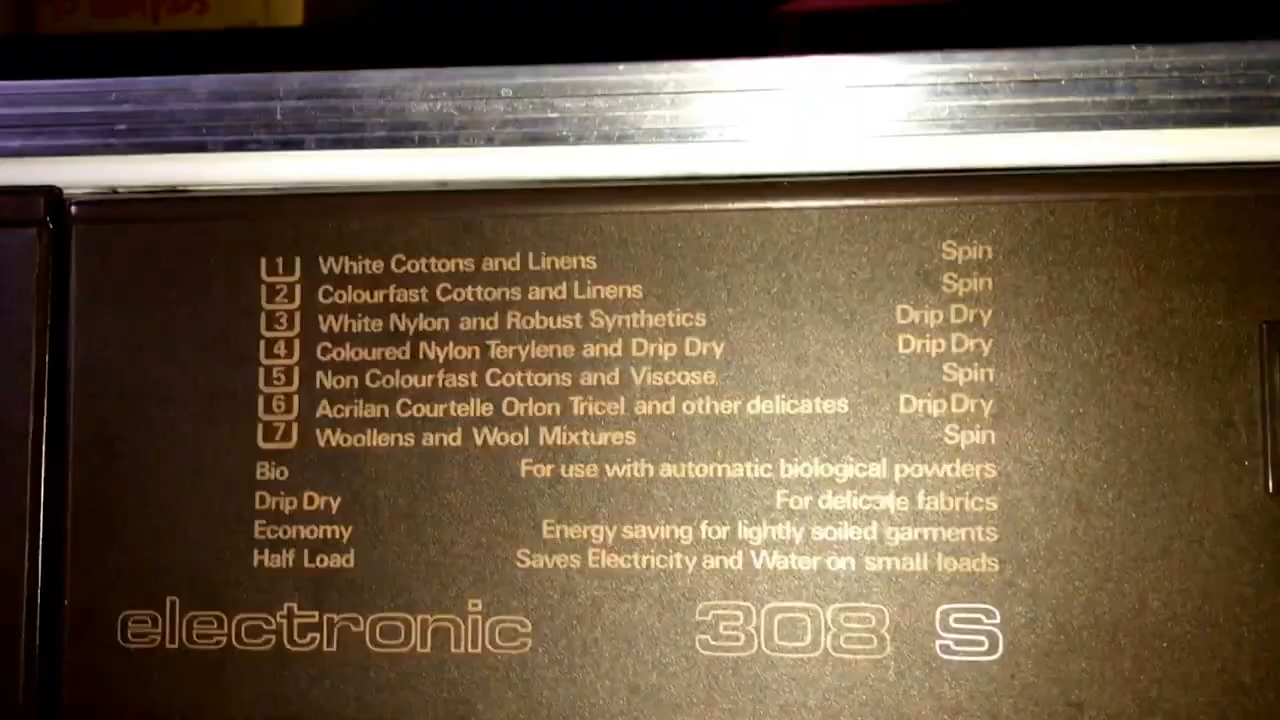 1 White Cottons and Linens Spin
2 Colourfast Cottons and Linens Spin
3 White Nylon and Robust Synthetics Drip Dry
4 Coloured Nylon Terylene and Drip Dry Drip Dry
5 Non Colourfast Cottons and Viscose Spin
6 Acrilan Courtelle Orlon Tricel and other delicates Drip Dry
7 Woollens and Wool Mixtures Spin
Bio For use with automatic biological powders
Drip Dry For delicate fabrics
Economy Energy saving for lightly soiled garments
Half Load Saves Electricity and Water on small loads
electronic 308 S